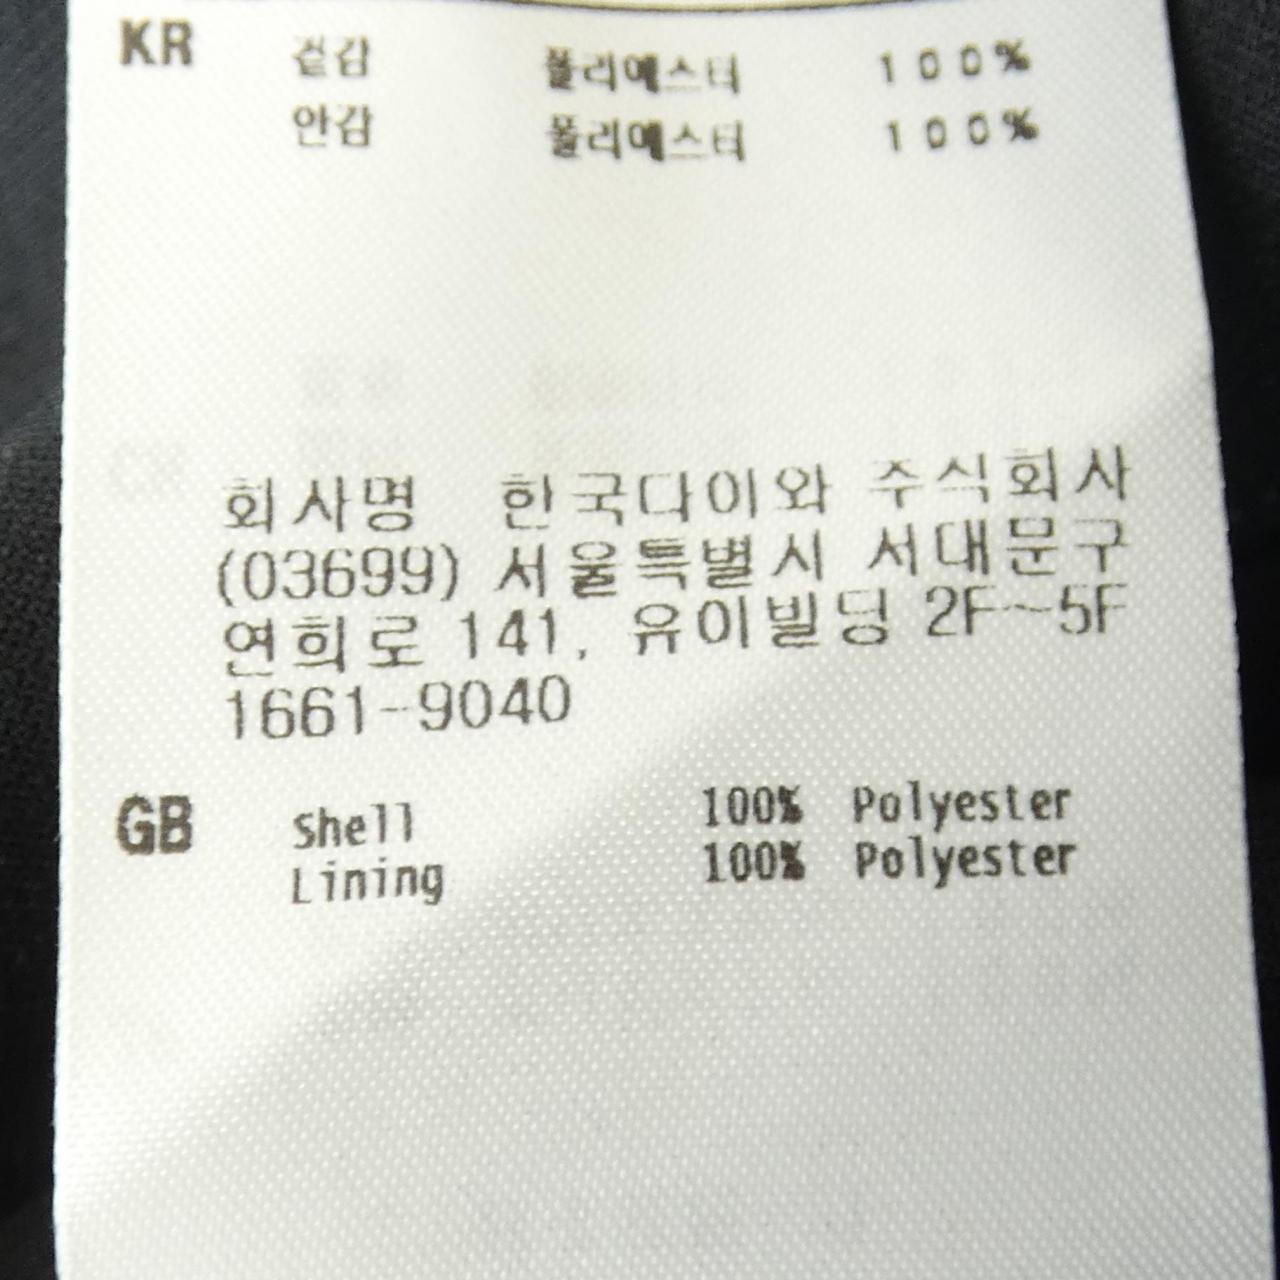 KR 겉감 폴리에스터 100%
안감 폴리에스터 100%
회사명 한국다이와 주식회사
(03699) 서울특별시 서대문구
연희로 141, 유이빌딩 2F~5F
1661-9040
GB Shell 100% Polyester
Lining 100% Polyester